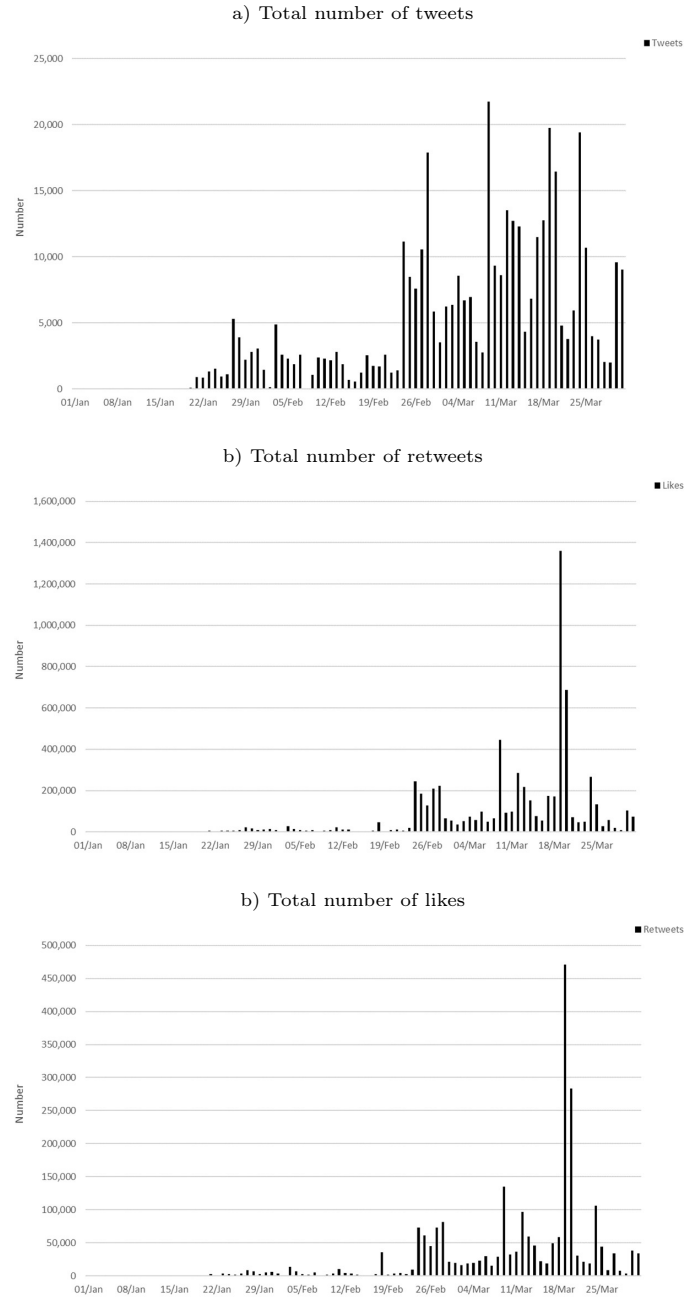 a) Total number of tweets
Tweets
25,000
20,000
15,000
10,000
5,000
0
Number
01/Jan 08/Jan 15/Jan 22/Jan 29/Jan 05/Feb 12/Feb 19/Feb 26/Feb 04/Mar 11/Mar 18/Mar 25/Mar
b) Total number of retweets
Likes
1,600,000
1,400,000
1,200,000
1,000,000
800,000
600,000
400,000
200,000
0
Number
01/Jan 08/Jan 15/Jan 22/Jan 29/Jan 05/Feb 12/Feb 19/Feb 26/Feb 04/Mar 11/Mar 18/Mar 25/Mar
b) Total number of likes
Retweets
500,000
450,000
400,000
350,000
300,000
250,000
200,000
150,000
100,000
50,000
0
Number
01/Jan 08/Jan 15/Jan 22/Jan 29/Jan 05/Feb 12/Feb 19/Feb 26/Feb 04/Mar 11/Mar 18/Mar 25/Mar